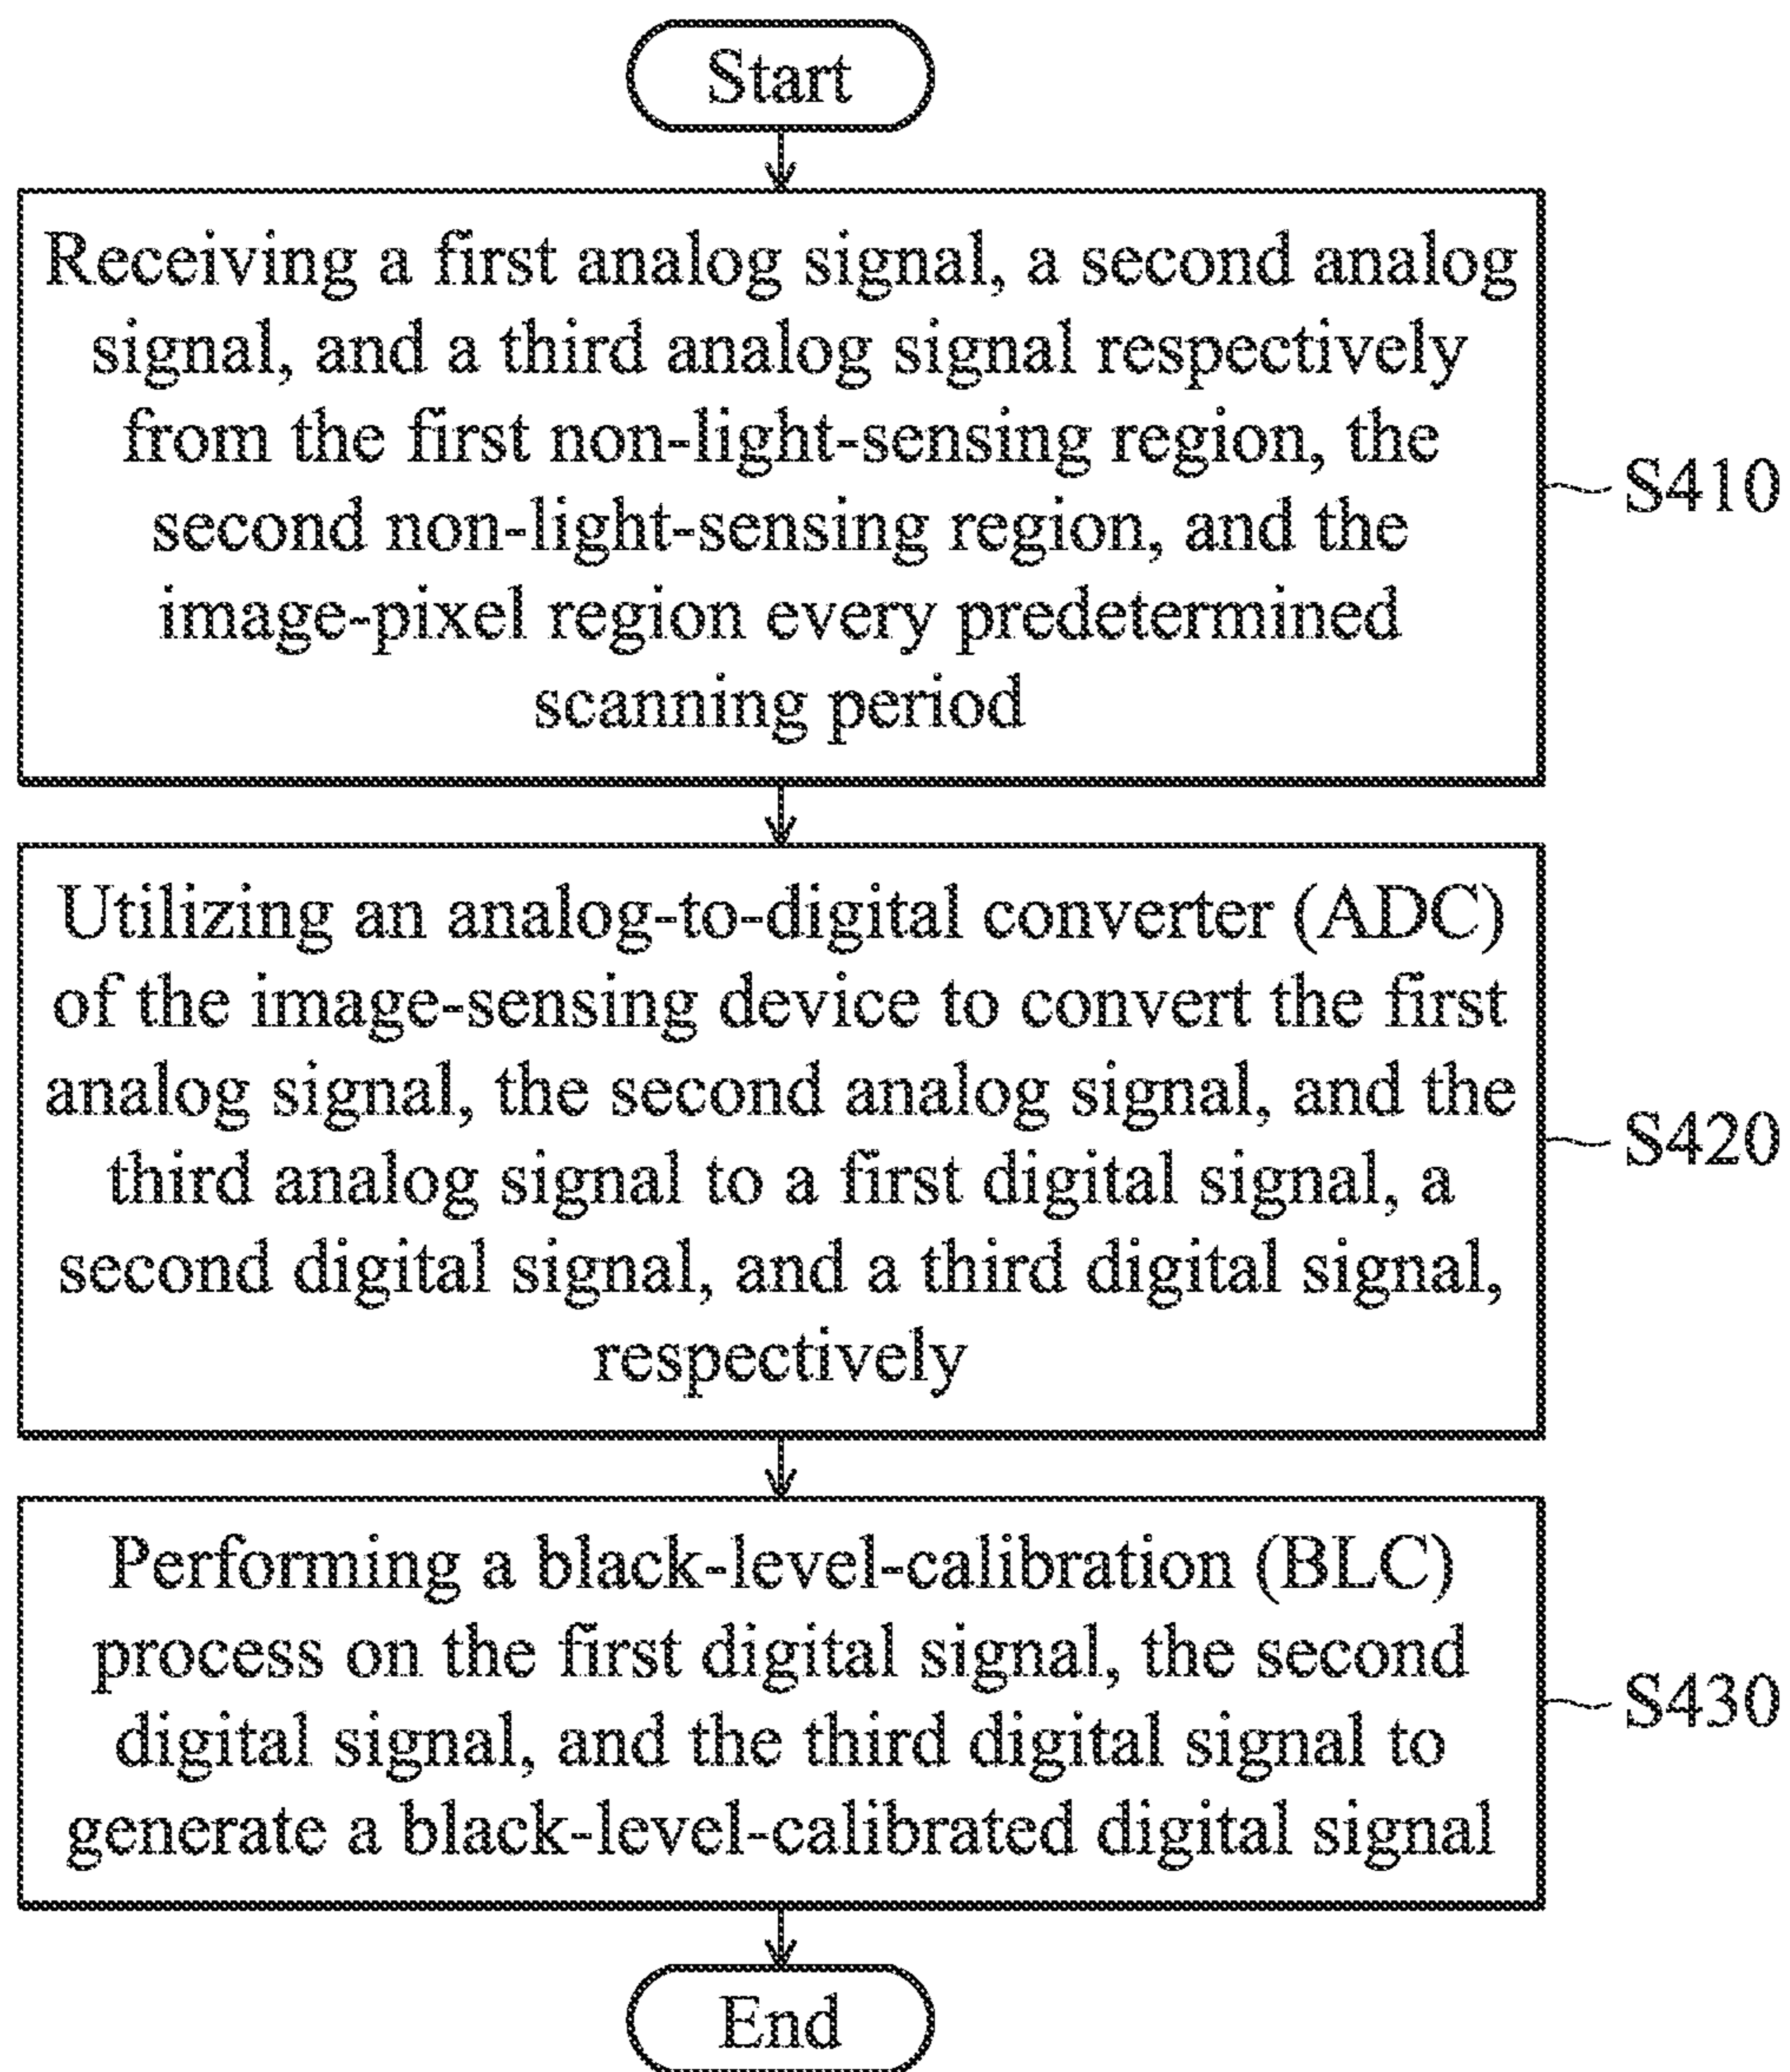 Start
Receiving a first analog signal, a second analog
signal, and a third analog signal respectively
from the first non-light-sensing region, the
second non-light-sensing region, and the
image-pixel region every predetermined
scanning period
S410
Utilizing an analog-to-digital converter (ADC)
of the image-sensing device to convert the first
analog signal, the second analog signal, and the
third analog signal to a first digital signal, a
second digital signal, and a third digital signal,
respectively
S420
Performing a black-level-calibration (BLC)
process on the first digital signal, the second
digital signal, and the third digital signal to
generate a black-level-calibrated digital signal
S430
End